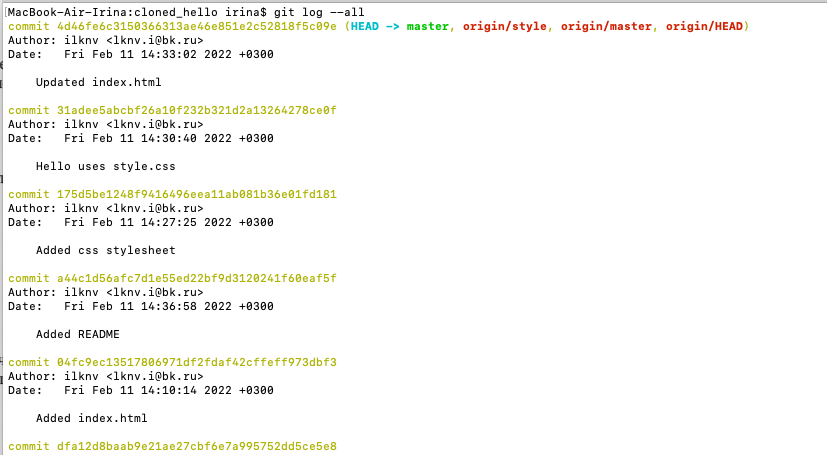 [MacBook-Air-Irina:cloned_hello irina$ git log --all
commit 4d46fe6c3150366313ae46e851e2c52818f5c09e (HEAD -> master, origin/style, origin/master, origin/HEAD)
Author: ilknv <lknv.i@bk.ru>
Date:   Fri Feb 11 14:33:02 2022 +0300
Updated index.html
commit 31adee5abcbf26a10f232b321d2a13264278ce0f
Author: ilknv <lknv.i@bk.ru>
Date:   Fri Feb 11 14:30:40 2022 +0300
Hello uses style.css
commit 175d5be1248f9416496eea11ab081b36e01fd181
Author: ilknv <lknv.i@bk.ru>
Date:   Fri Feb 11 14:27:25 2022 +0300
Added css stylesheet
commit a44c1d56afc7d1e55ed22bf9d3120241f60eaf5f
Author: ilknv <lknv.i@bk.ru>
Date:   Fri Feb 11 14:36:58 2022 +0300
Added README
commit 04fc9ec13517806971df2fdaf42cffeff973dbf3
Author: ilknv <lknv.i@bk.ru>
Date:   Fri Feb 11 14:10:14 2022 +0300
Added index.html
commit dfa12d8baab9e21ae27cbf6e7a995752dd5ce5e8